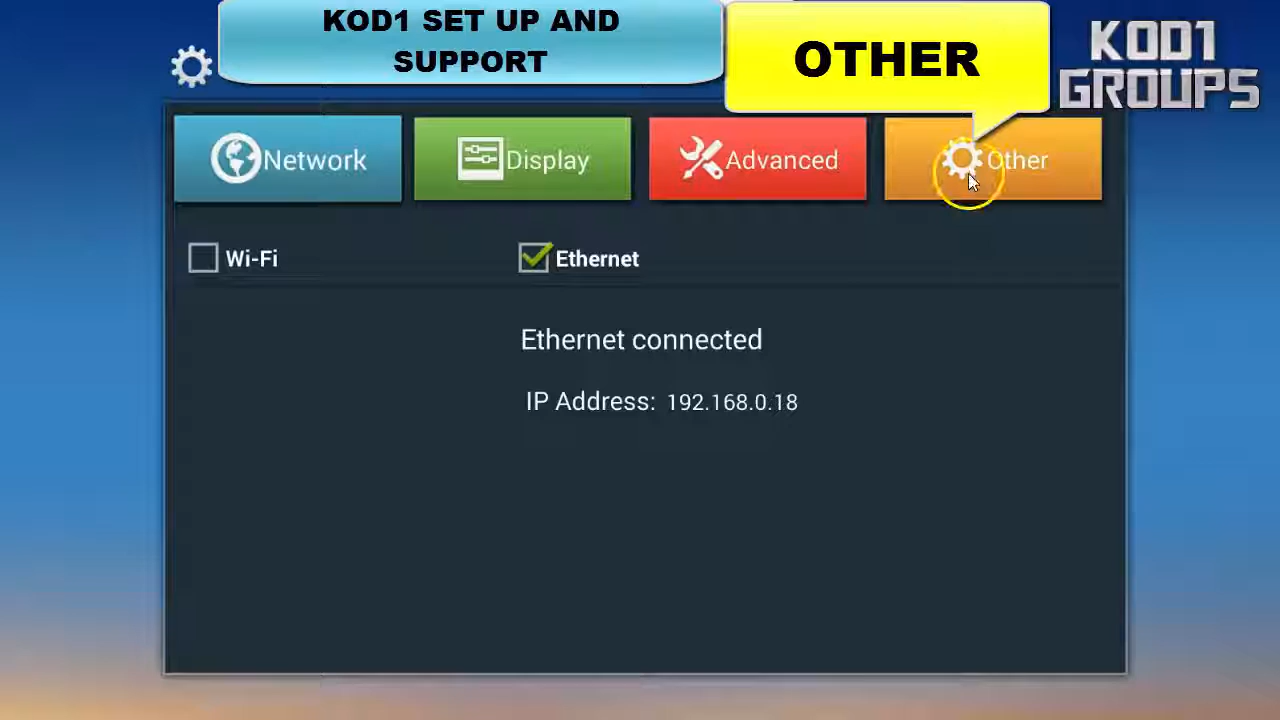 KOD1 SET UP AND
SUPPORT
OTHER
KOD1
GROUPS
Network
Display
Advanced
Other
Wi-Fi
Ethernet
Ethernet connected
IP Address: 192.168.0.18